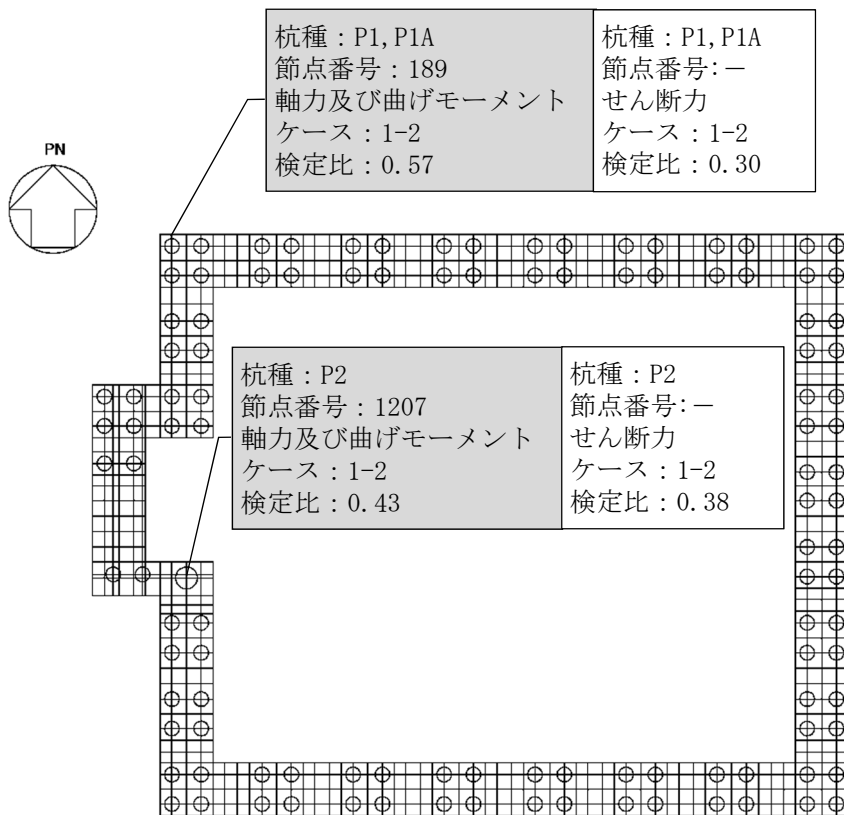 杭種：P1,P1A
節点番号：189
軸力及び曲げモーメント
ケース：1-2
検定比：0.57
杭種：P1,P1A
節点番号：－
せん断力
ケース：1-2
検定比：0.30
PN
杭種：P2
節点番号：1207
軸力及び曲げモーメント
ケース：1-2
検定比：0.43
杭種：P2
節点番号：－
せん断力
ケース：1-2
検定比：0.38